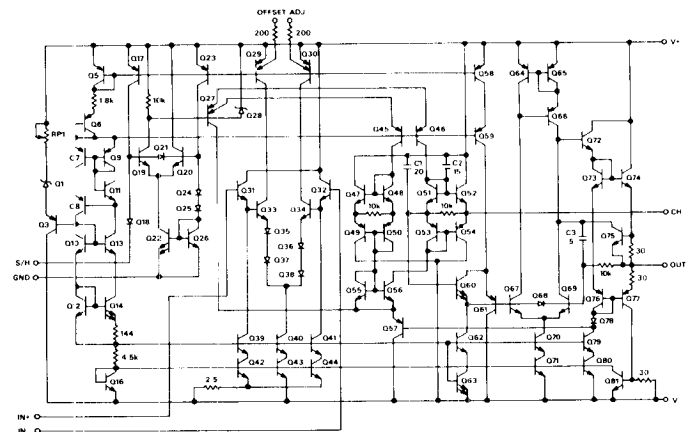 OFFSET ADJ
200 200
V+
Q17 Q23 Q29 Q30
Q5 Q58 Q64 Q65
1.8k 10k Q27 Q28
Q6 Q66
RP1 Q45 Q46 Q59 Q72
C7 Q9 Q21 C1 20 C2 15
Q19 Q20 Q73 Q74
Q1 Q11 Q24 Q31 Q32 Q47 Q48 Q51 Q52
C8 Q25 Q33 Q34 10k 10k CH
Q3 Q18 Q35 Q36 Q49 Q50 Q53 Q54 C3 5 Q75 30
Q10 Q13 Q22 Q26 Q37 Q38
S/H 10k OUT
GND 30
Q12 Q14 Q55 Q56 Q60 Q67 Q68 Q69 Q76 Q77
Q61 Q78
144 Q57
Q39 Q40 Q41 Q62 Q70 Q79
4.5k Q42 Q43 Q44 Q71 Q80
Q16 2.5 Q63 Q81 30
V
IN+
IN